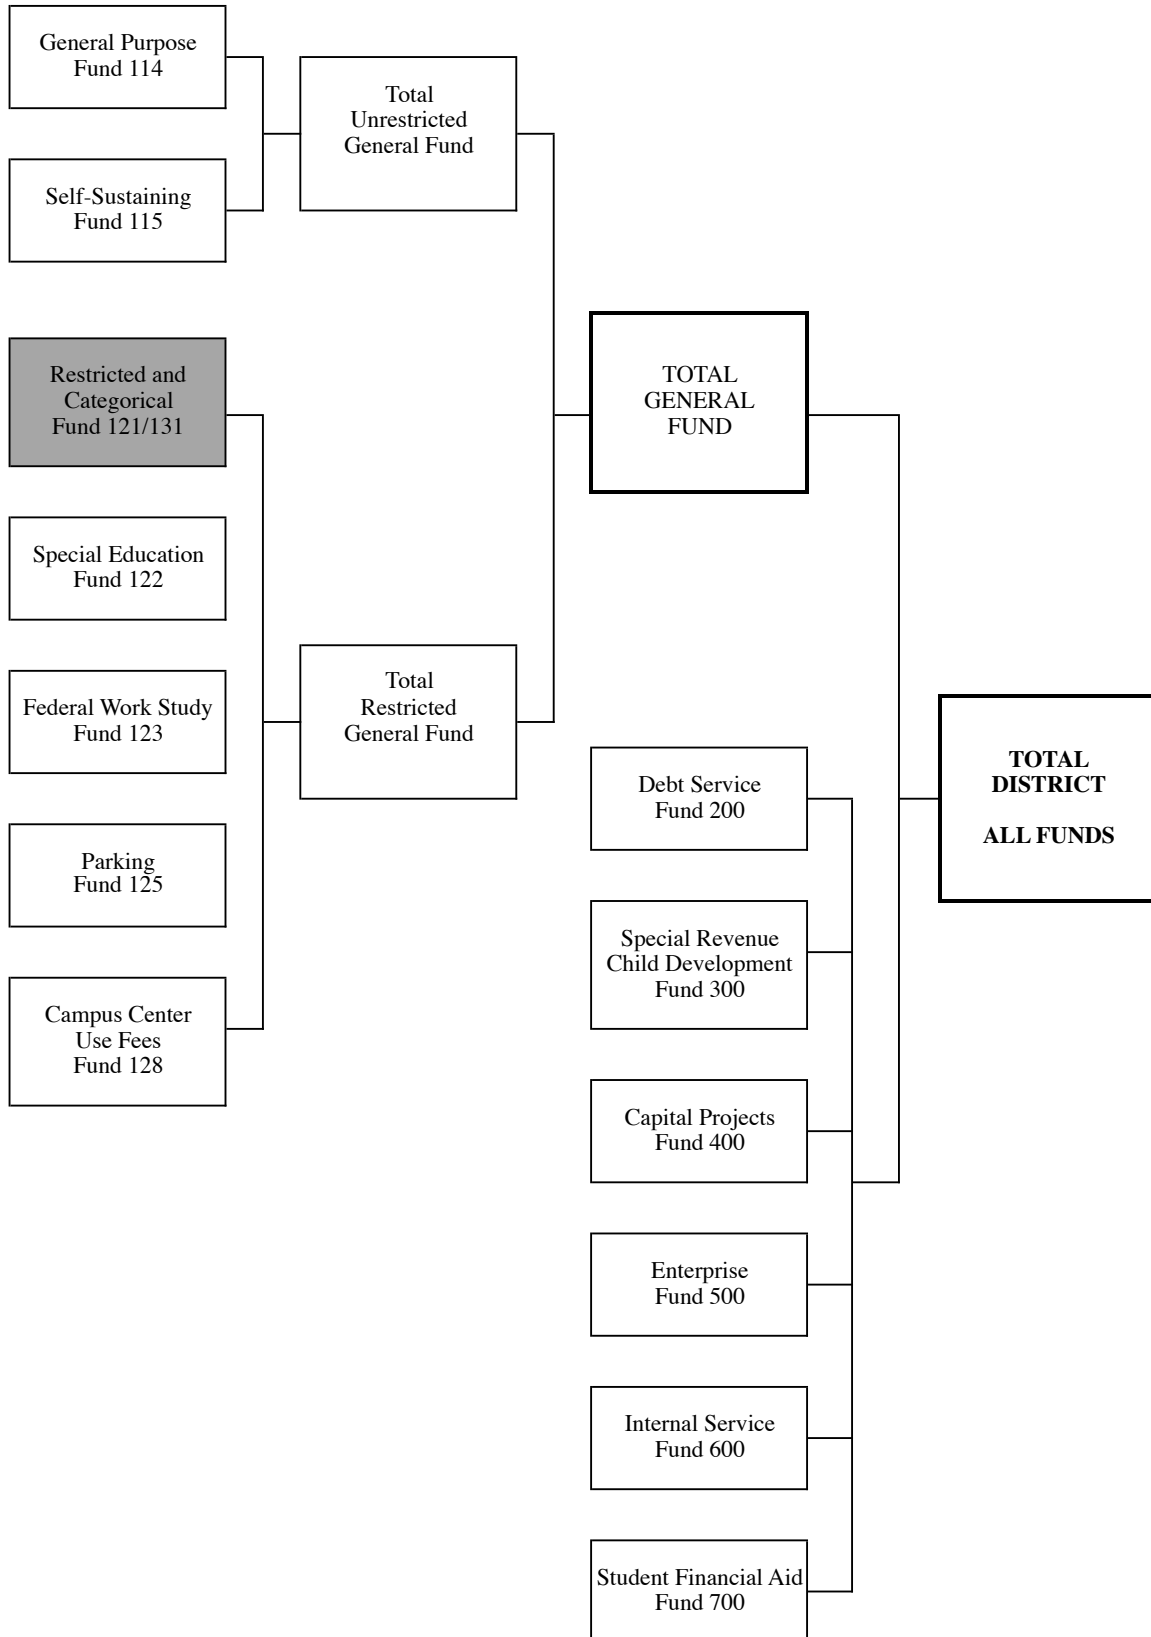 General Purpose
Fund 114
Total
Unrestricted
General Fund
Self-Sustaining
Fund 115
Restricted and
Categorical
Fund 121/131
TOTAL
GENERAL
FUND
Special Education
Fund 122
Federal Work Study
Fund 123
Total
Restricted
General Fund
Parking
Fund 125
Campus Center
Use Fees
Fund 128
Debt Service
Fund 200
Special Revenue
Child Development
Fund 300
Capital Projects
Fund 400
Enterprise
Fund 500
Internal Service
Fund 600
Student Financial Aid
Fund 700
TOTAL
DISTRICT
ALL FUNDS